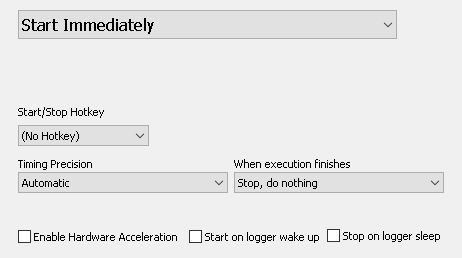 Start Immediately
Start/Stop Hotkey
(No Hotkey)
Timing Precision
When execution finishes
Automatic
Stop, do nothing
Enable Hardware Acceleration
Start on logger wake up
Stop on logger sleep